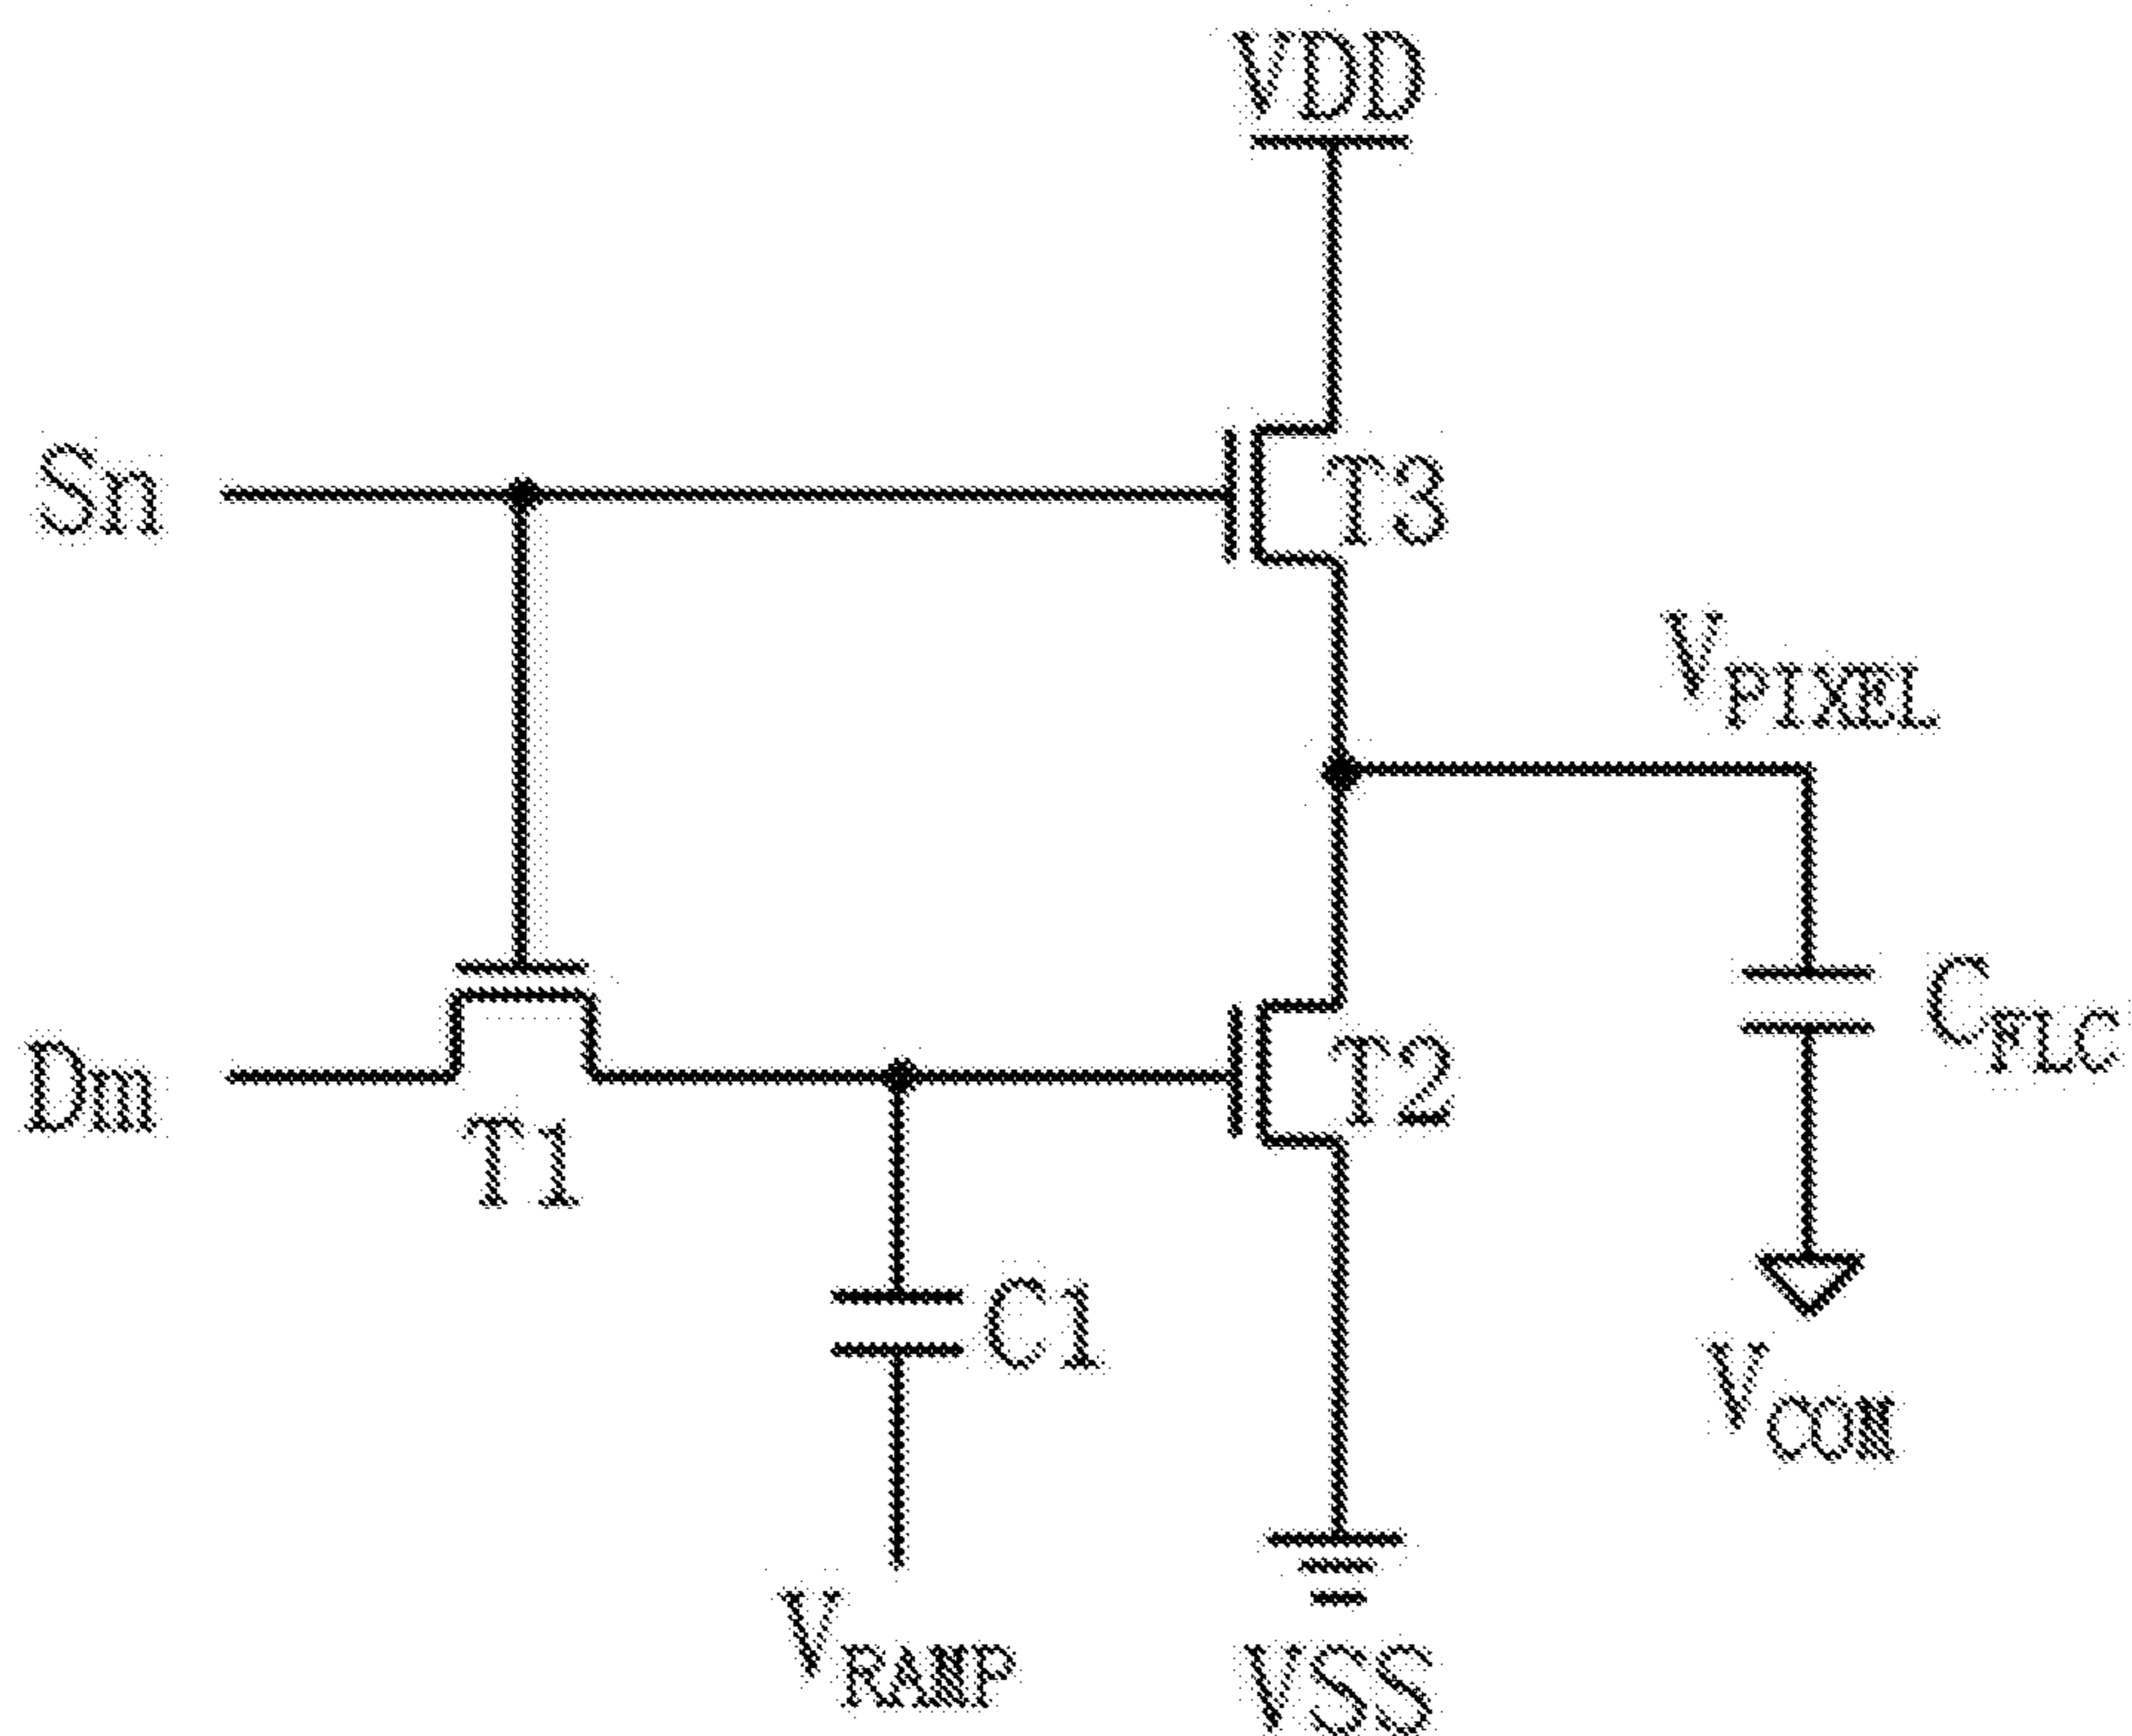 VDD
Sn
T3
VPIXEL
Dm
T1
T2
CFLC
C1
VCOM
VRAMP
VSS